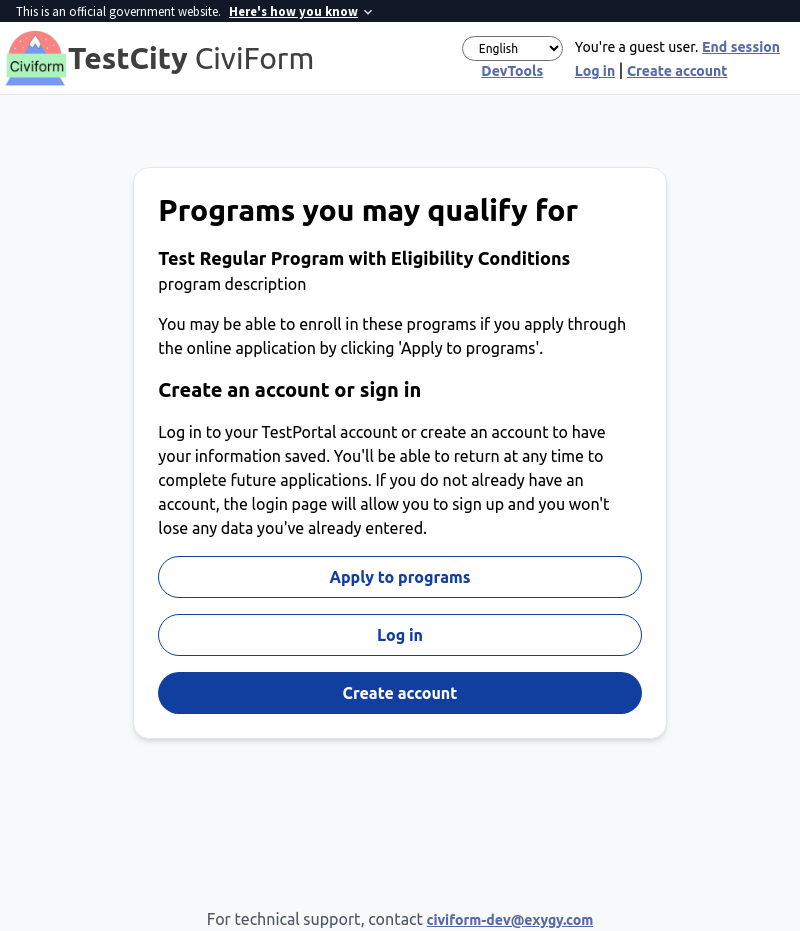 This is an official government website. Here's how you know
Civiform
TestCity CiviForm
English
You're a guest user. End session
DevTools
Log in | Create account
Programs you may qualify for
Test Regular Program with Eligibility Conditions
program description
You may be able to enroll in these programs if you apply through
the online application by clicking 'Apply to programs'.
Create an account or sign in
Log in to your TestPortal account or create an account to have
your information saved. You'll be able to return at any time to
complete future applications. If you do not already have an
account, the login page will allow you to sign up and you won't
lose any data you've already entered.
Apply to programs
Log in
Create account
For technical support, contact civiform-dev@exygy.com